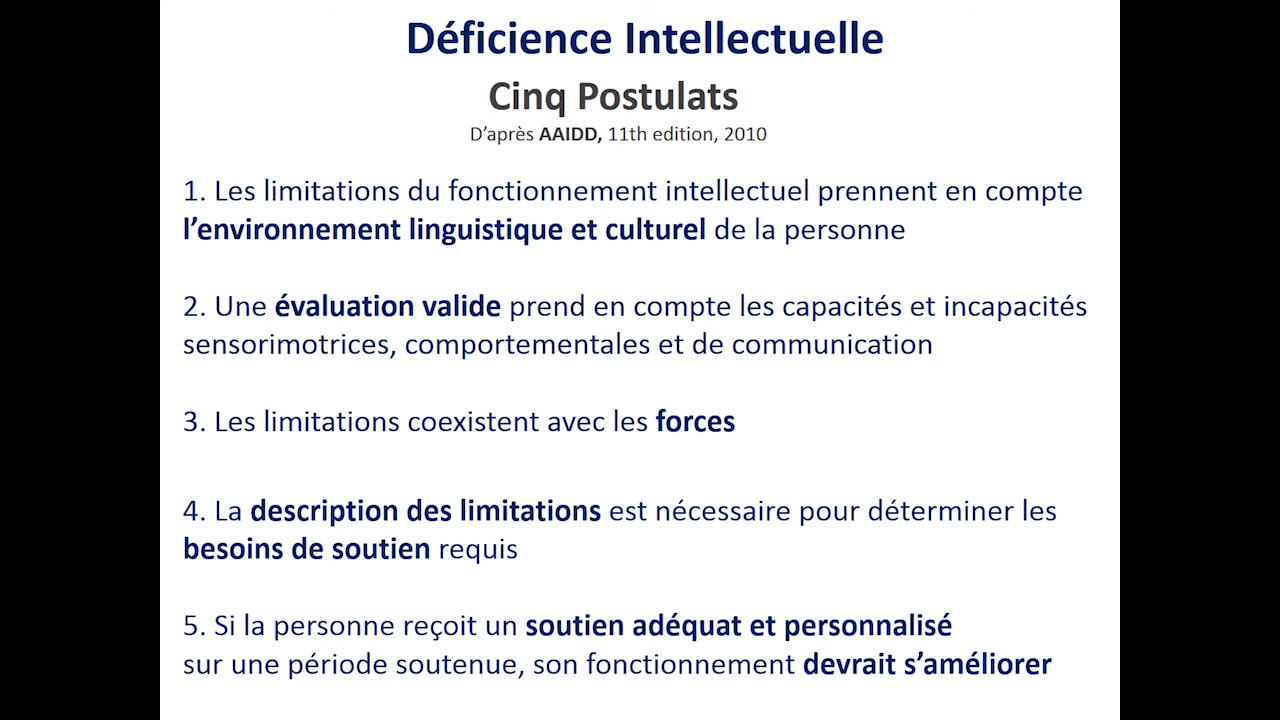 Déficience Intellectuelle
Cinq Postulats
D’après AAIDD, 11th edition, 2010
1. Les limitations du fonctionnement intellectuel prennent en compte
l’environnement linguistique et culturel de la personne
2. Une évaluation valide prend en compte les capacités et incapacités
sensorimotrices, comportementales et de communication
3. Les limitations coexistent avec les forces
4. La description des limitations est nécessaire pour déterminer les
besoins de soutien requis
5. Si la personne reçoit un soutien adéquat et personnalisé
sur une période soutenue, son fonctionnement devrait s’améliorer